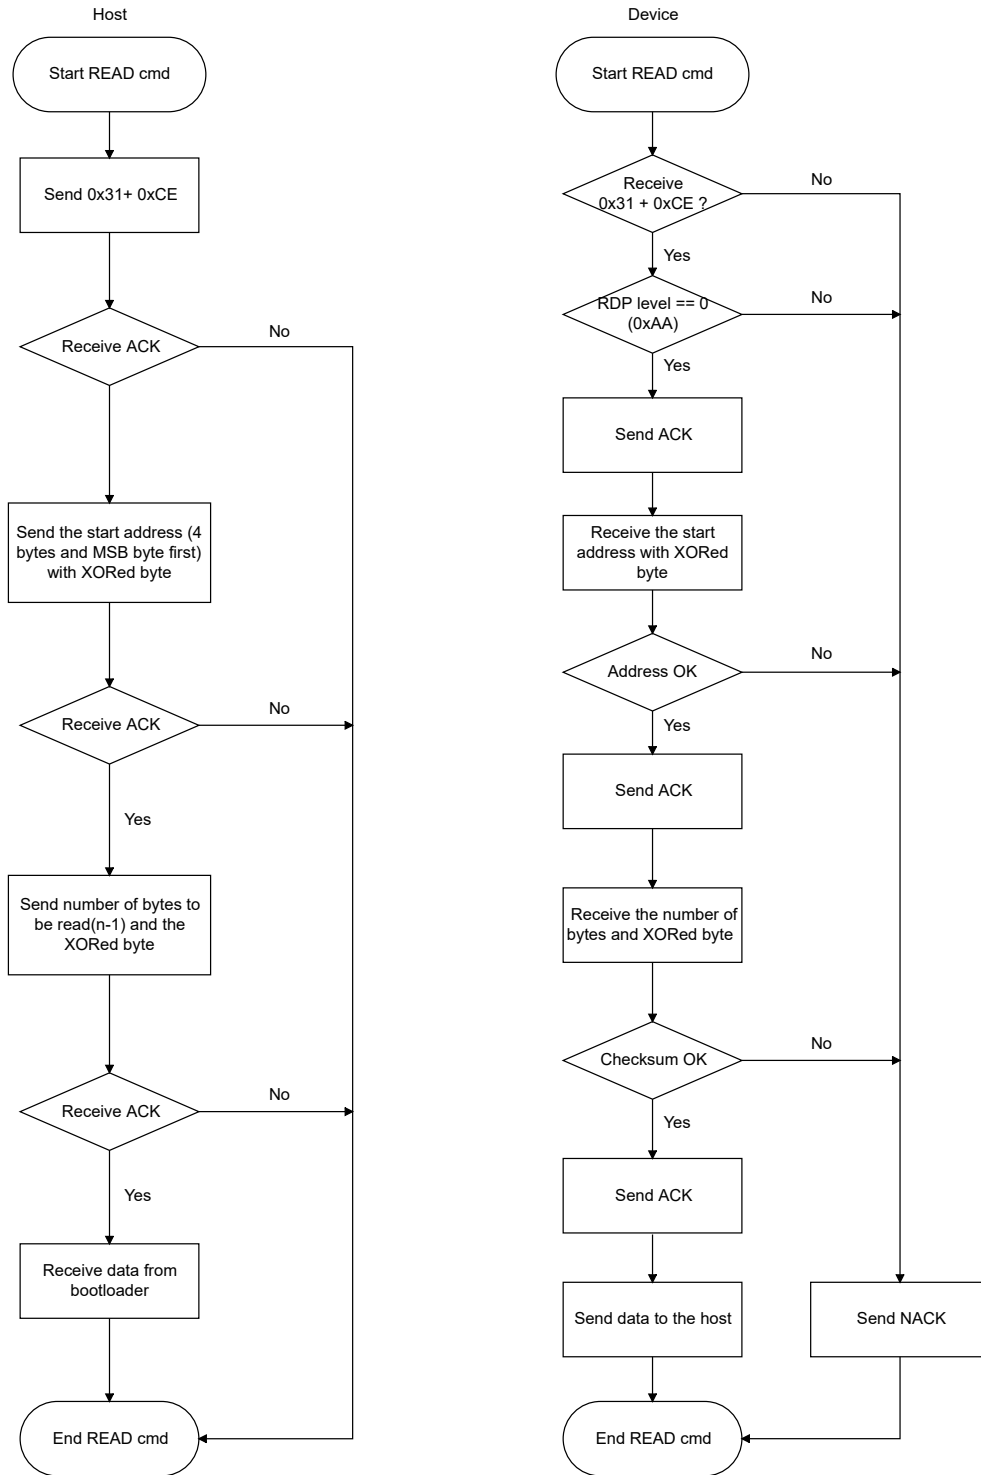 Host
Start READ cmd
Send 0x31+ 0xCE
Receive ACK
No
Send the start address (4
bytes and MSB byte first)
with XORed byte
Receive ACK
No
Yes
Send number of bytes to
be read(n-1) and the
XORed byte
Receive ACK
No
Yes
Receive data from
bootloader
End READ cmd
Device
Start READ cmd
Receive
0x31 + 0xCE ?
No
Yes
RDP level == 0
(0xAA)
No
Yes
Send ACK
Receive the start
address with XORed
byte
Address OK
No
Yes
Send ACK
Receive the number of
bytes and XORed byte
Checksum OK
No
Yes
Send ACK
Send data to the host
Send NACK
End READ cmd